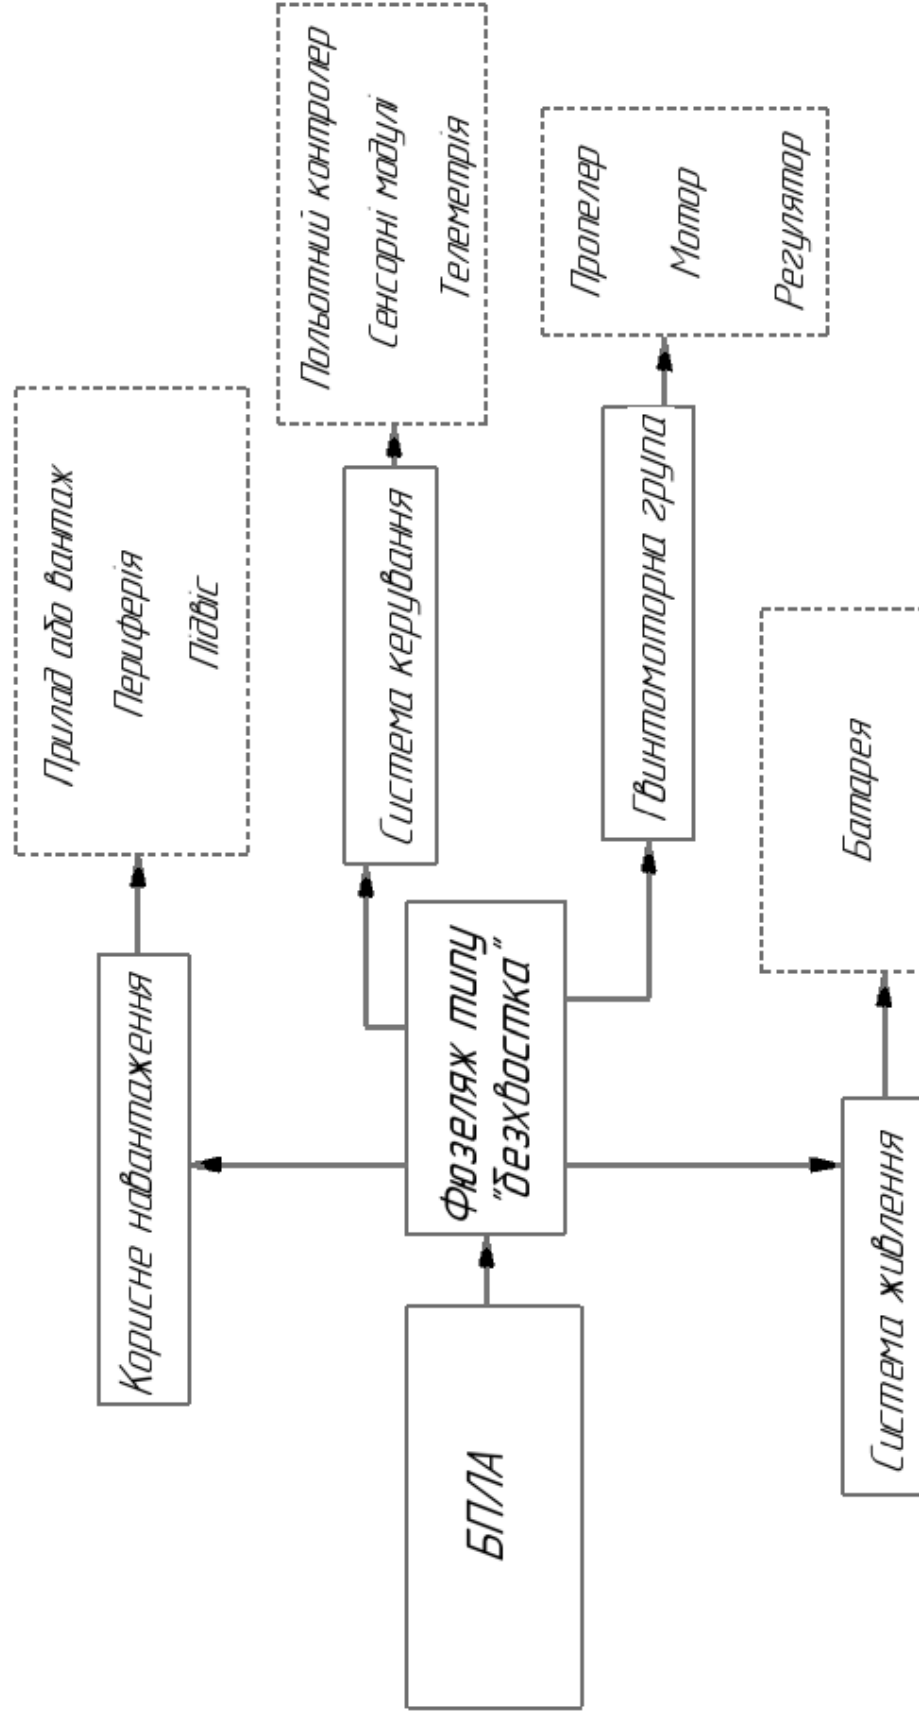 Прилад або вантаж
Периферія
Підвіс
Корисне навантаження
Польотний контролер
Сенсорні модулі
Телеметрія
Система керування
БПЛА
Фюзеляж типу
"безхвостка"
Гвинтомоторна група
Пропелер
Мотор
Регулятор
Система живлення
Батарея